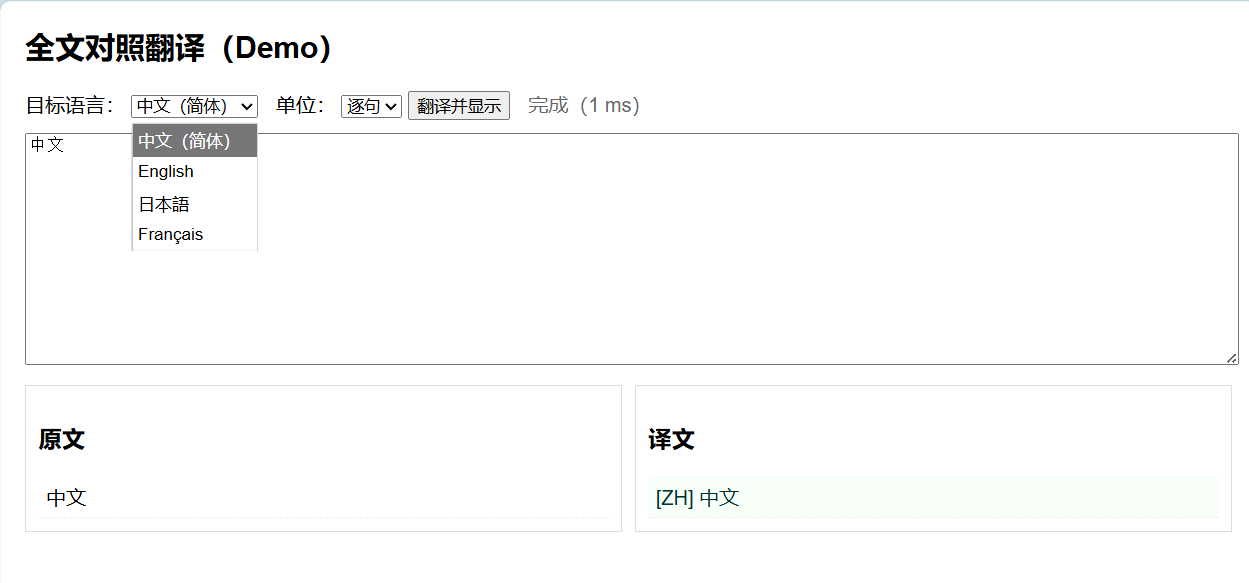 全文对照翻译（Demo）
目标语言： 中文（简体） 单位： 逐句 翻译并显示 完成（1 ms）
中文
中文（简体）
English
日本語
Français
原文
中文
译文
[ZH] 中文